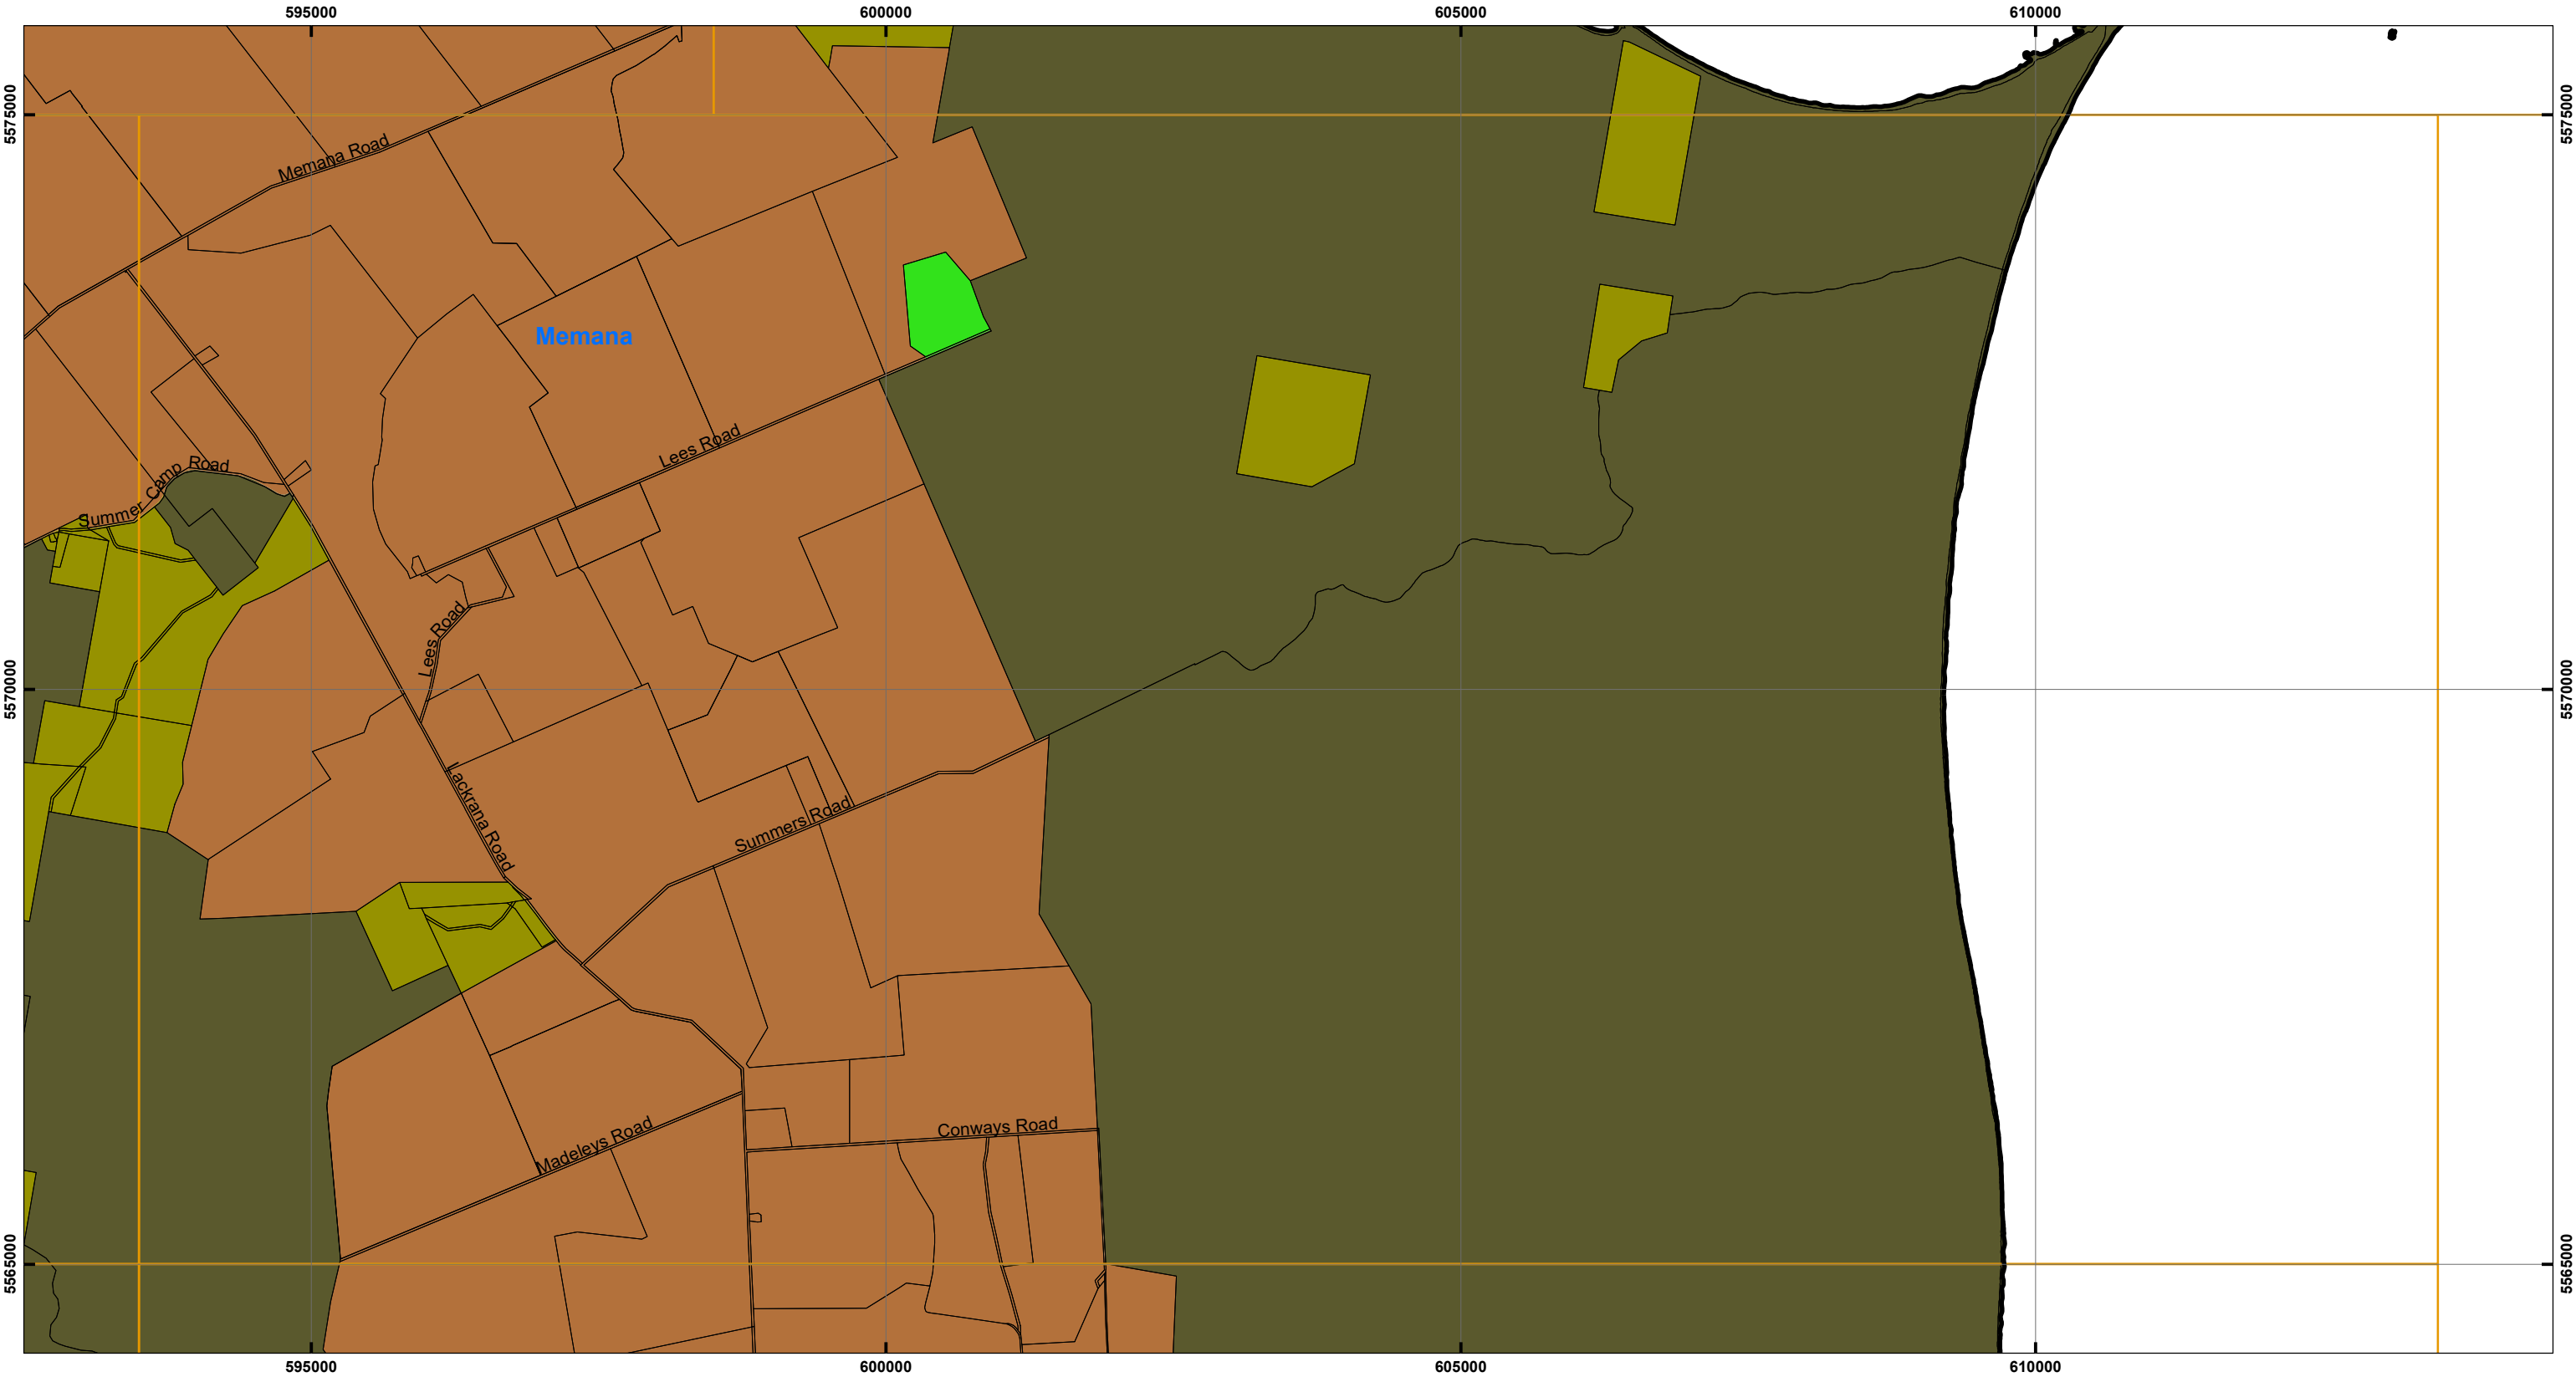 595000 600000 605000 610000
5575000 5575000
Memana Road
Memana
Lees Road
Summer Camp Road
Lees Road
5570000 5570000
Lackrana Road
Summers Road
Conways Road
Madeleys Road
5565000 5565000
595000 600000 605000 610000